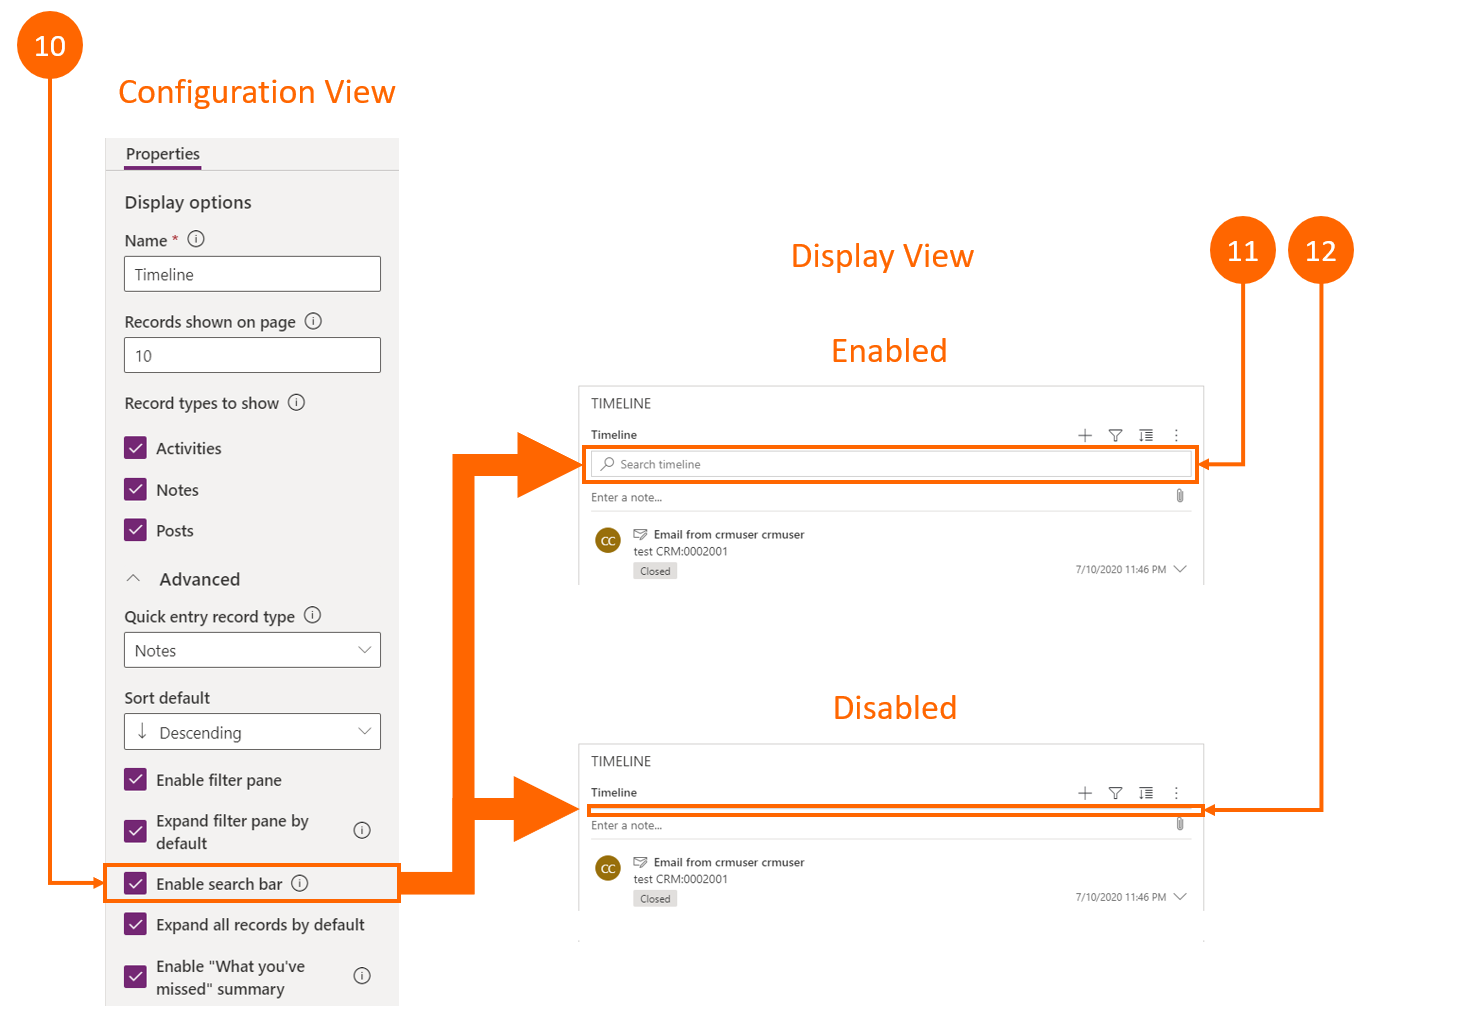 10
Configuration View
Properties
Display options
Name *
Timeline
Records shown on page
10
Record types to show
Activities
Notes
Posts
Advanced
Quick entry record type
Notes
Sort default
Descending
Enable filter pane
Expand filter pane by
default
Enable search bar
Expand all records by default
Enable "What you've
missed" summary
Display View
11
12
Enabled
TIMELINE
Timeline
Search timeline
Enter a note...
CC
Email from crmuser crmuser
test CRM:0002001
Closed
7/10/2020 11:46 PM
Disabled
TIMELINE
Timeline
Enter a note...
CC
Email from crmuser crmuser
test CRM:0002001
Closed
7/10/2020 11:46 PM